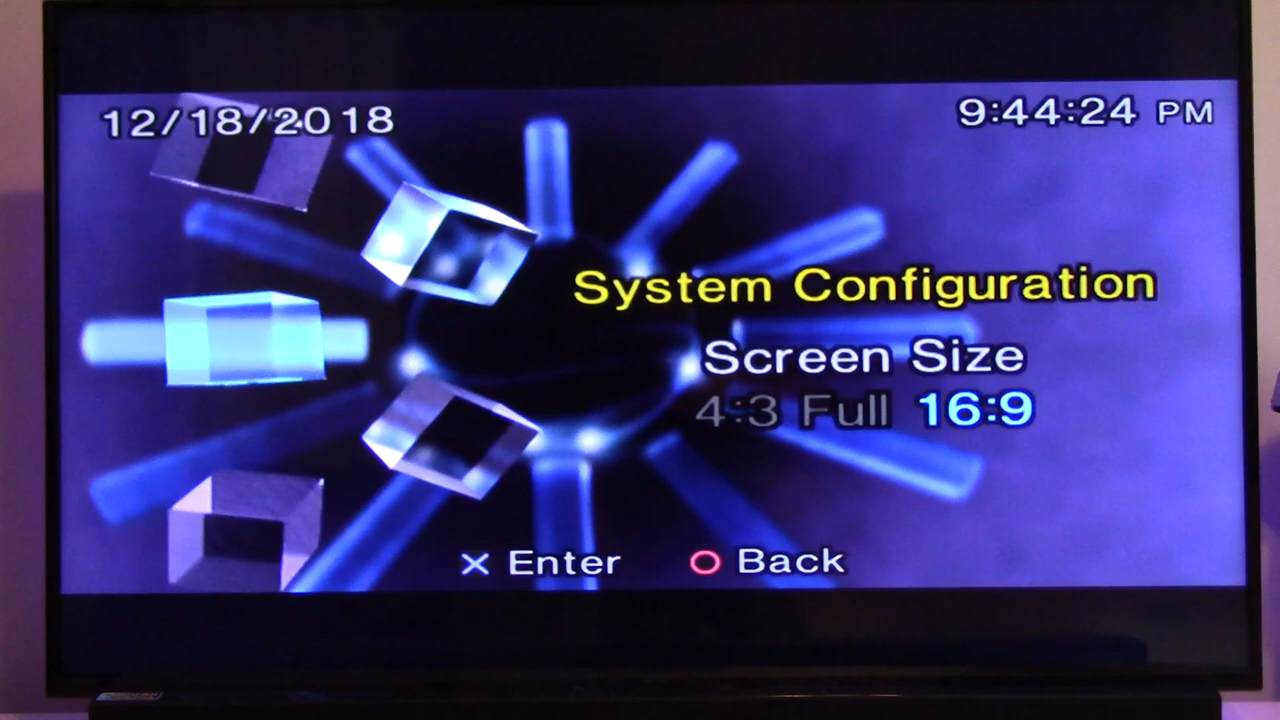 12/18/2018
9:44:24 PM
System Configuration
Screen Size
4:3 Full 16:9
Enter
Back